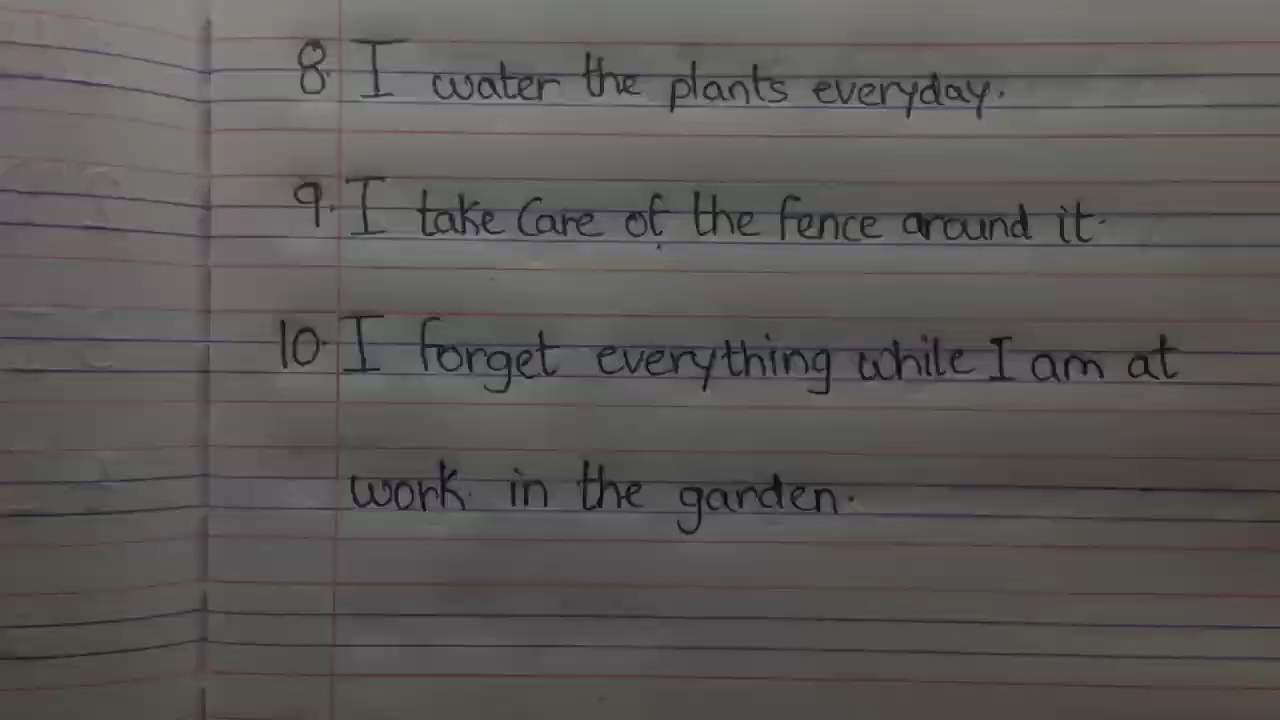 8. I water the plants everyday.
9. I take Care of the fence around it.
10. I forget everything while I am at
work in the garden.